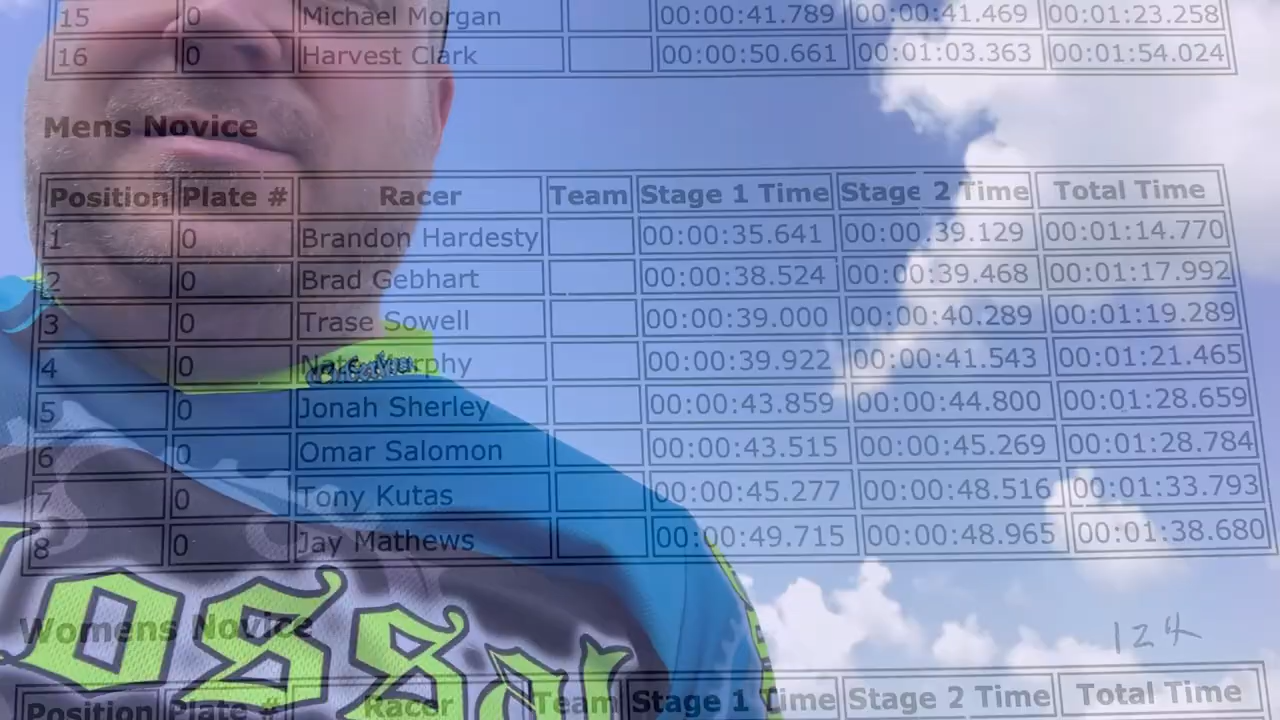 15 0 Michael Morgan 00:00:41.789 00:00:41.469 00:01:23.258
16 0 Harvest Clark 00:00:50.661 00:01:03.363 00:01:54.024
Mens Novice
Position Plate # Racer Team Stage 1 Time Stage 2 Time Total Time
1 0 Brandon Hardesty 00:00:35.641 00:00:39.129 00:01:14.770
2 0 Brad Gebhart 00:00:38.524 00:00:39.468 00:01:17.992
3 0 Trase Sowell 00:00:39.000 00:00:40.289 00:01:19.289
4 0 Nate Murphy 00:00:39.922 00:00:41.543 00:01:21.465
5 0 Jonah Sherley 00:00:43.859 00:00:44.800 00:01:28.659
6 0 Omar Salomon 00:00:43.515 00:00:45.269 00:01:28.784
7 0 Tony Kutas 00:00:45.277 00:00:48.516 00:01:33.793
8 0 Jay Mathews 00:00:49.715 00:00:48.965 00:01:38.680
Womens Novice
124
Position Plate # Racer Team Stage 1 Time Stage 2 Time Total Time